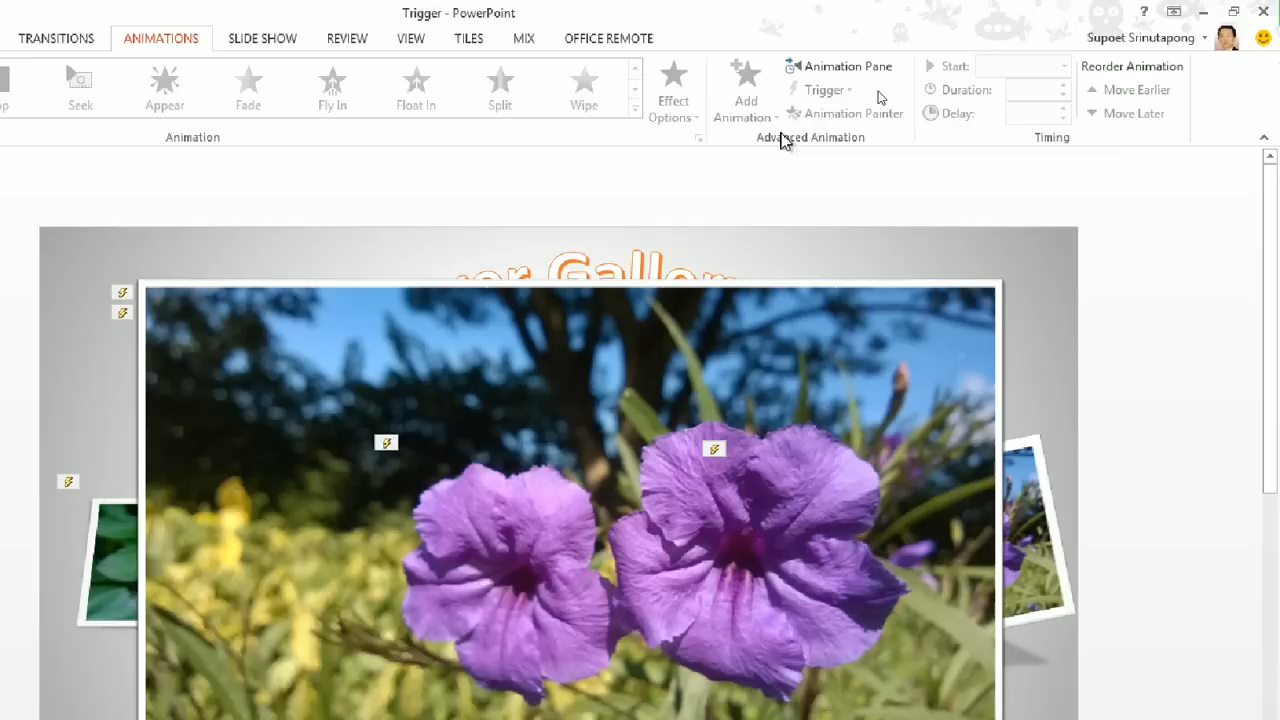 Trigger - PowerPoint
?
TRANSITIONS ANIMATIONS SLIDE SHOW REVIEW VIEW TILES MIX OFFICE REMOTE Supoet Srinutapong
Seek Appear Fade Fly In Float In Split Wipe
Effect Options
Add Animation
Animation Pane
Trigger
Animation Painter
Start:
Duration:
Delay:
Reorder Animation
Move Earlier
Move Later
Animation Advanced Animation Timing